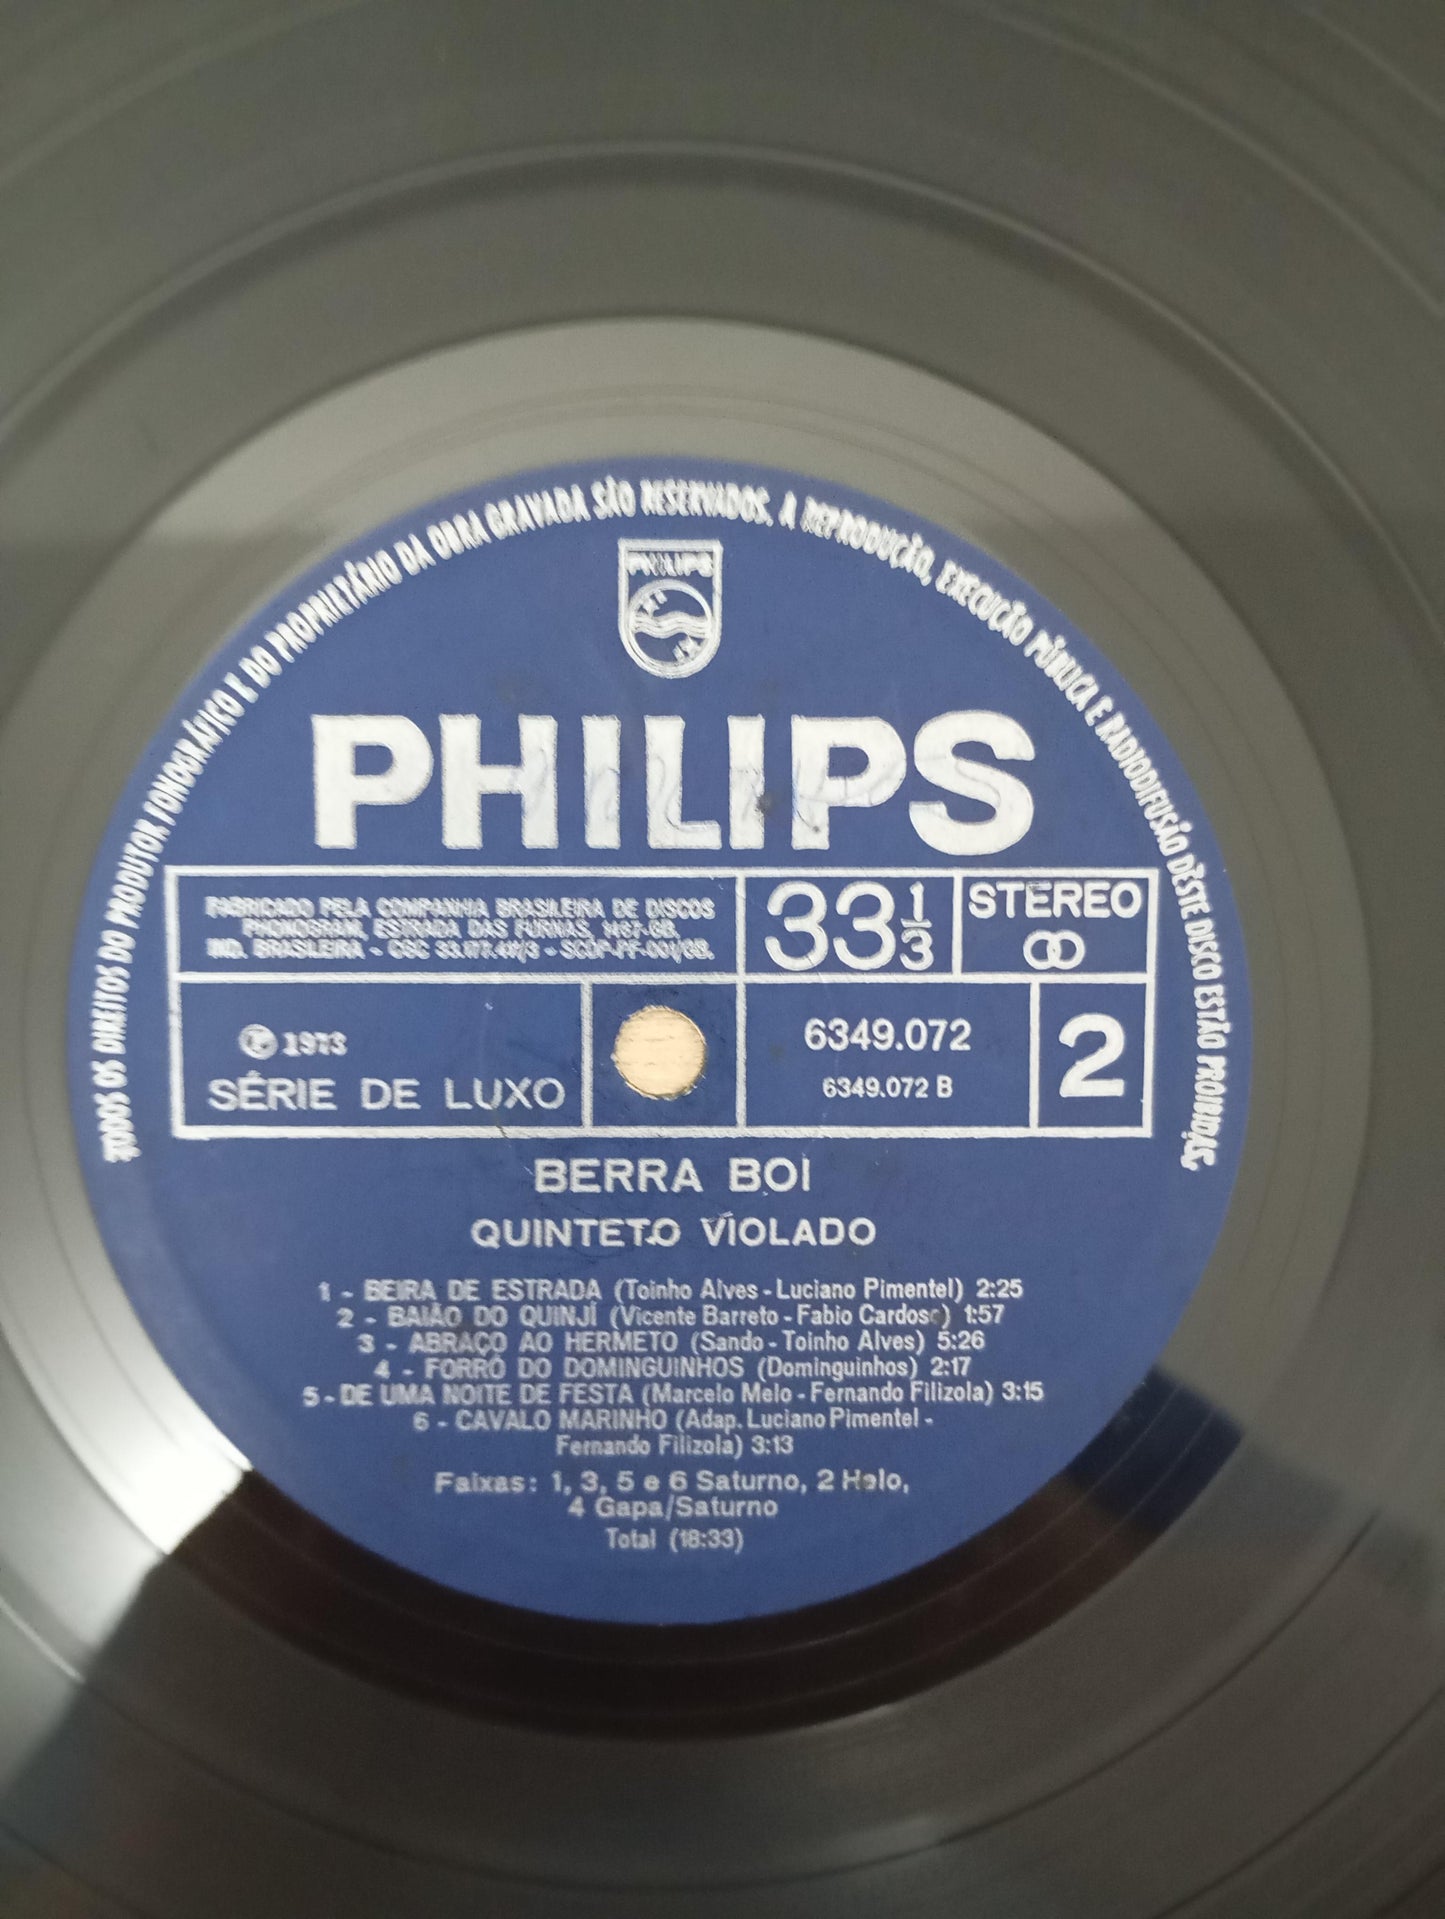 TODOS OS DIREITOS DO PRODUTOR FONOGRÁFICO E DO PROPRIETÁRIO DA OBRA GRAVADA SÃO RESERVADOS. A REPRODUÇÃO, EXECUÇÃO PÚBLICA E RADIODIFUSÃO DÊSTE DISCO ESTÃO PROIBIDAS.
PHILIPS
PHILIPS
FABRICADO PELA COMPANHIA BRASILEIRA DE DISCOS
PHONOGRAM, ESTRADA DAS FURNAS,
IND. BRASILEIRA -
33 1/3
STEREO
℗ 1973
SÉRIE DE LUXO
6349.072
6349.072 B
2
BERRA BOI
QUINTETO VIOLADO
1 - BEIRA DE ESTRADA (Toinho Alves - Luciano Pimentel) 2:25
2 - BAIÃO DO QUINJÍ (Vicente Barreto - Fabio Cardoso) 1:57
3 - ABRAÇO AO HERMETO (Sando - Toinho Alves) 5:26
4 - FORRÓ DO DOMINGUINHOS (Dominguinhos) 2:17
5 - DE UMA NOITE DE FESTA (Marcelo Melo - Fernando Filizola) 3:15
6 - CAVALO MARINHO (Adap. Luciano Pimentel -
Fernando Filizola) 3:13
Faixas: 1, 3, 5 e 6 Saturno, 2 Halo,
4 Gapa/Saturno
Total (18:33)